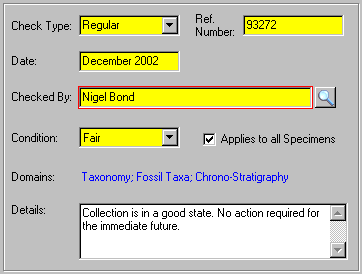 Check Type: Regular Ref. Number: 93272
Date: December 2002
Checked By: Nigel Bond
Condition: Fair Applies to all Specimens
Domains: Taxonomy; Fossil Taxa; Chrono-Stratigraphy
Details: Collection is in a good state. No action required for
the immediate future.